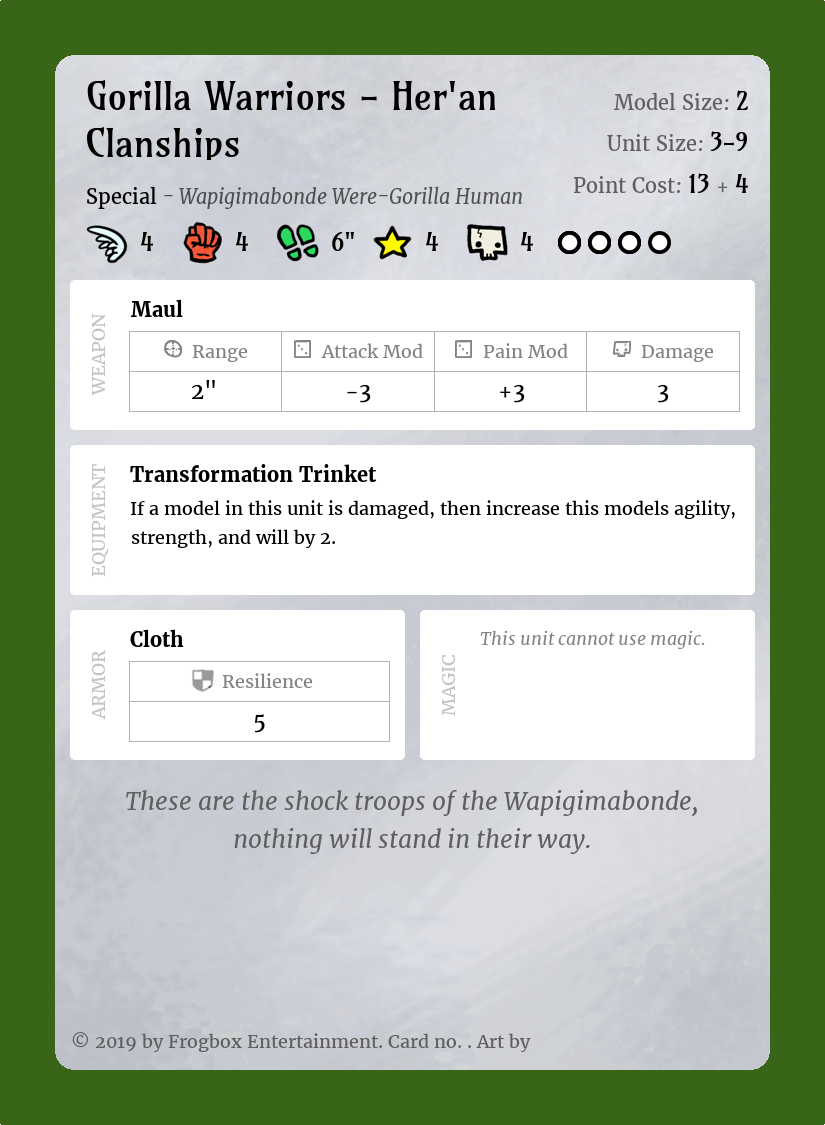 Gorilla Warriors – Her'an
Clanships
Model Size: 2
Unit Size: 3–9
Point Cost: 13 + 4
Special – Wapigimabonde Were-Gorilla Human
4 4 6" 4 4
WEAPON
Maul
Range Attack Mod Pain Mod Damage
2" -3 +3 3
EQUIPMENT
Transformation Trinket
If a model in this unit is damaged, then increase this models agility,
strength, and will by 2.
ARMOR
Cloth
Resilience
5
MAGIC
This unit cannot use magic.
These are the shock troops of the Wapigimabonde,
nothing will stand in their way.
© 2019 by Frogbox Entertainment. Card no. . Art by